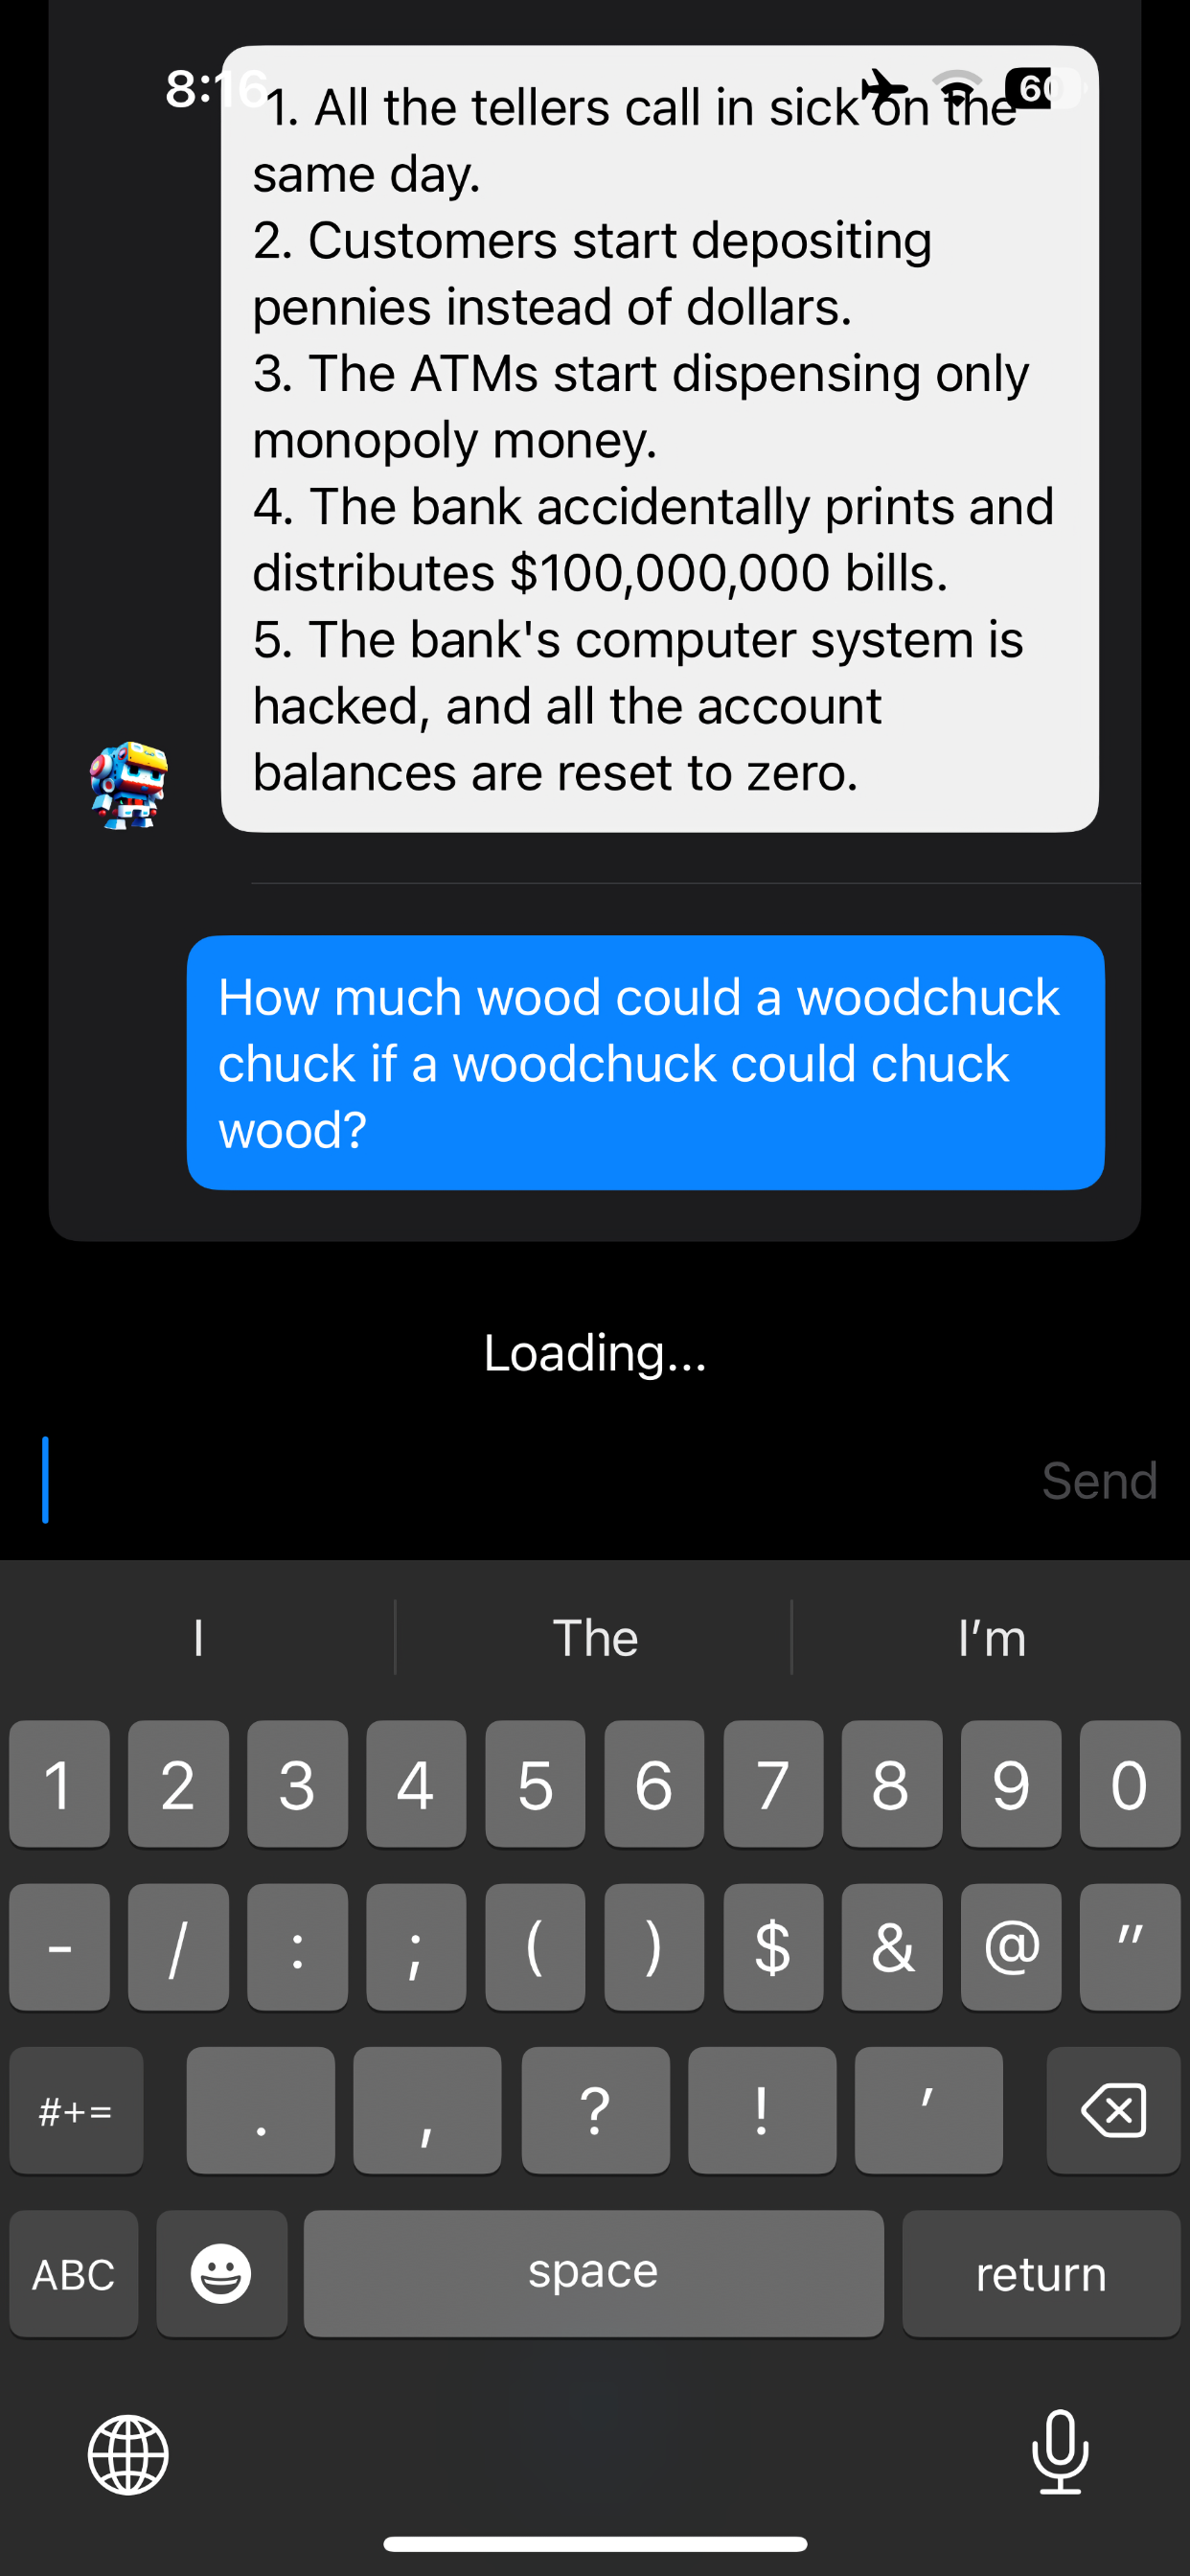 8:16
60
1. All the tellers call in sick on the
same day.
2. Customers start depositing
pennies instead of dollars.
3. The ATMs start dispensing only
monopoly money.
4. The bank accidentally prints and
distributes $100,000,000 bills.
5. The bank's computer system is
hacked, and all the account
balances are reset to zero.
How much wood could a woodchuck
chuck if a woodchuck could chuck
wood?
Loading...
Send
I The I'm
1 2 3 4 5 6 7 8 9 0
- / : ; ( ) $ & @ "
#+= . , ? ! '
ABC space return